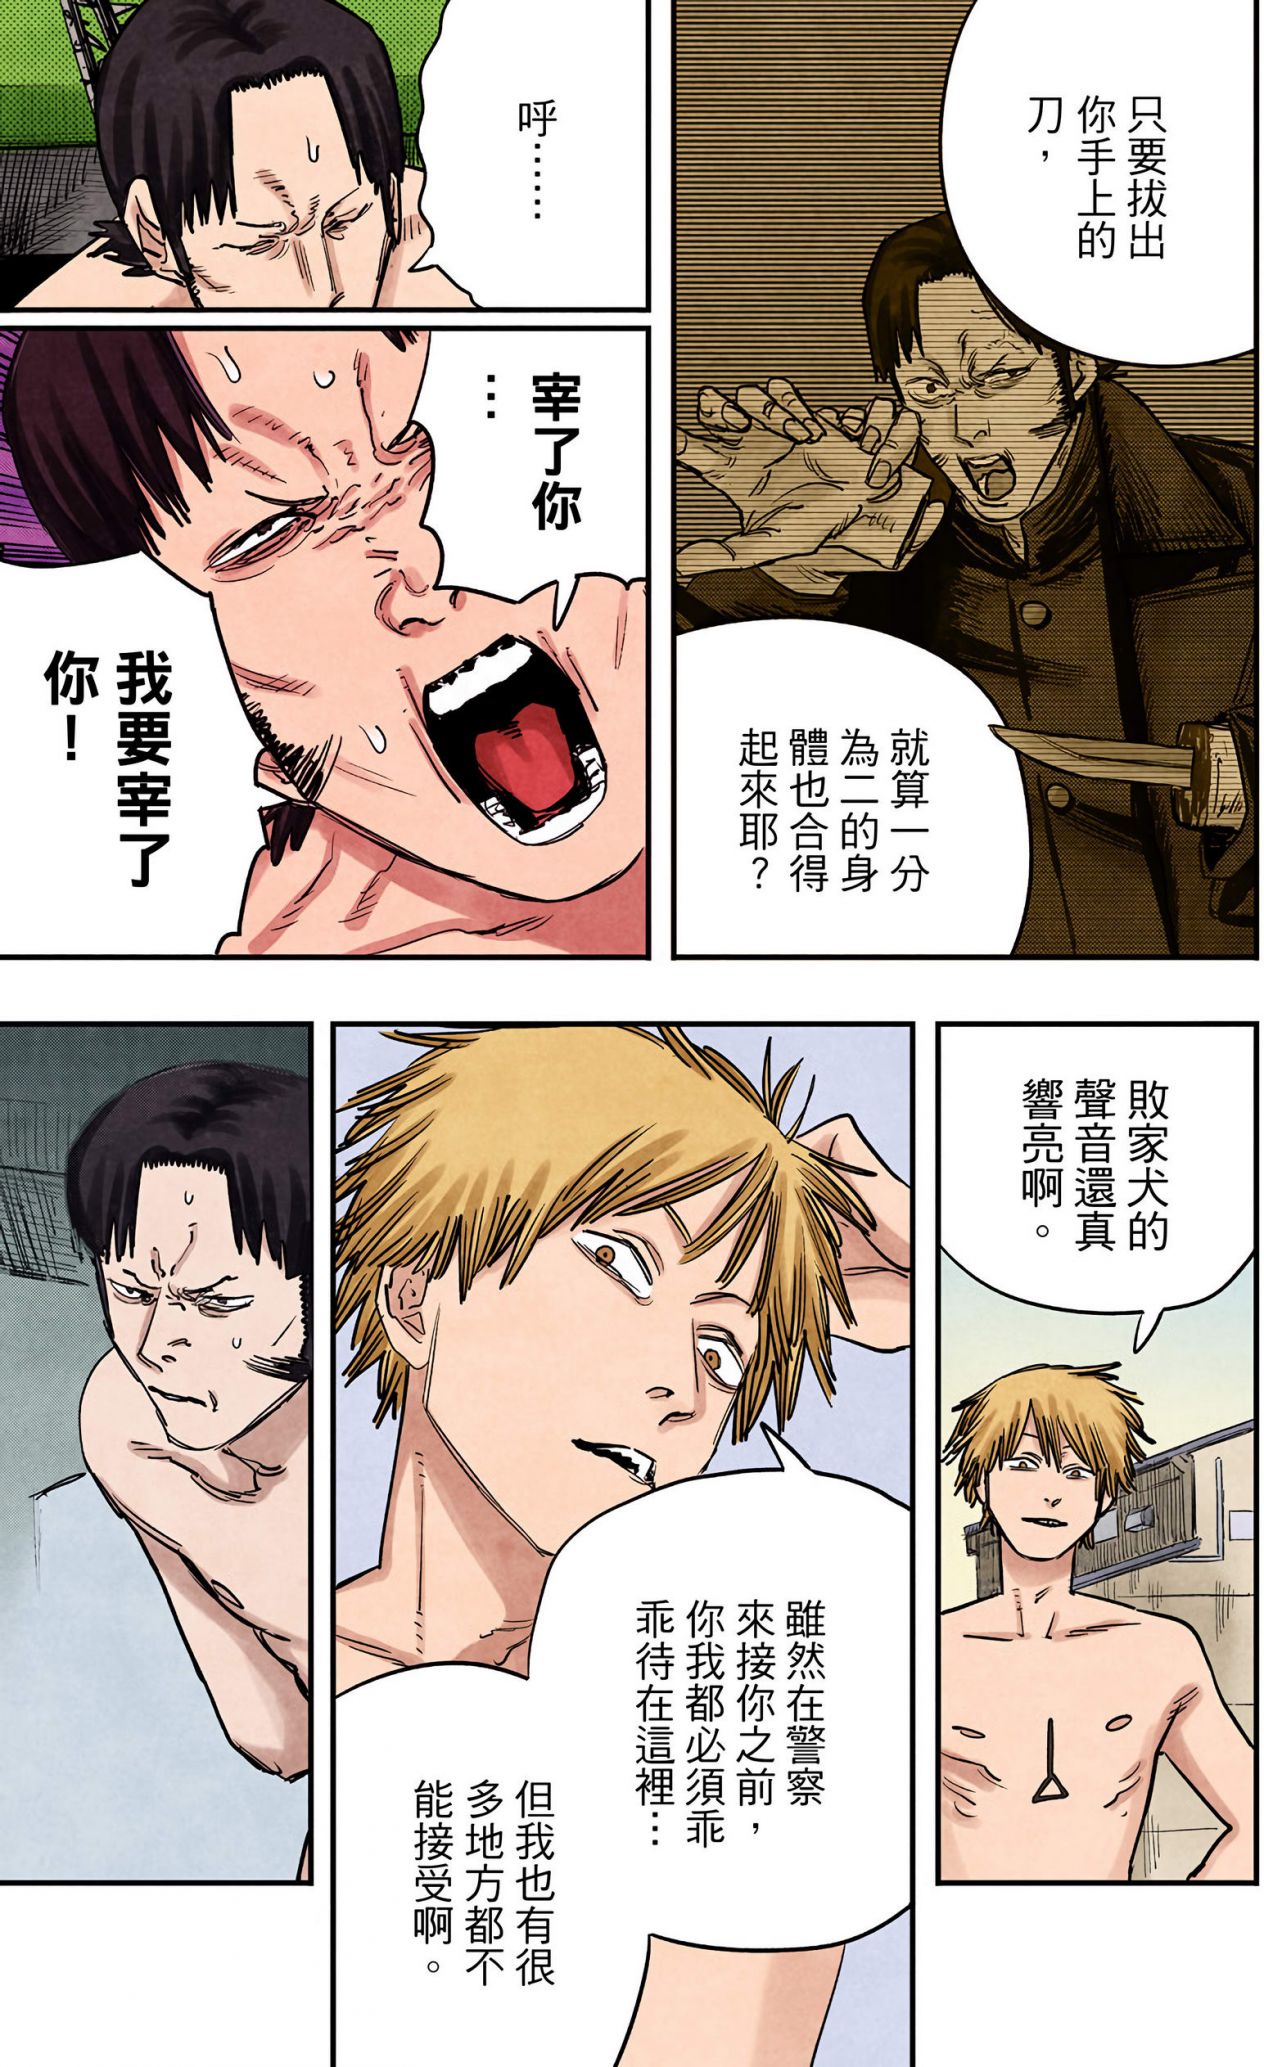 只要拔出
你手上的
刀，
就算一分
為二的身
體也合得
起來耶？
呼……
宰了你
…
我要宰了
你！
敗家犬的
聲音還真
響亮啊。
雖然在警察
來接你之前，
你我都必須乖
乖待在這裡…
但我也有很
多地方都不
能接受啊。